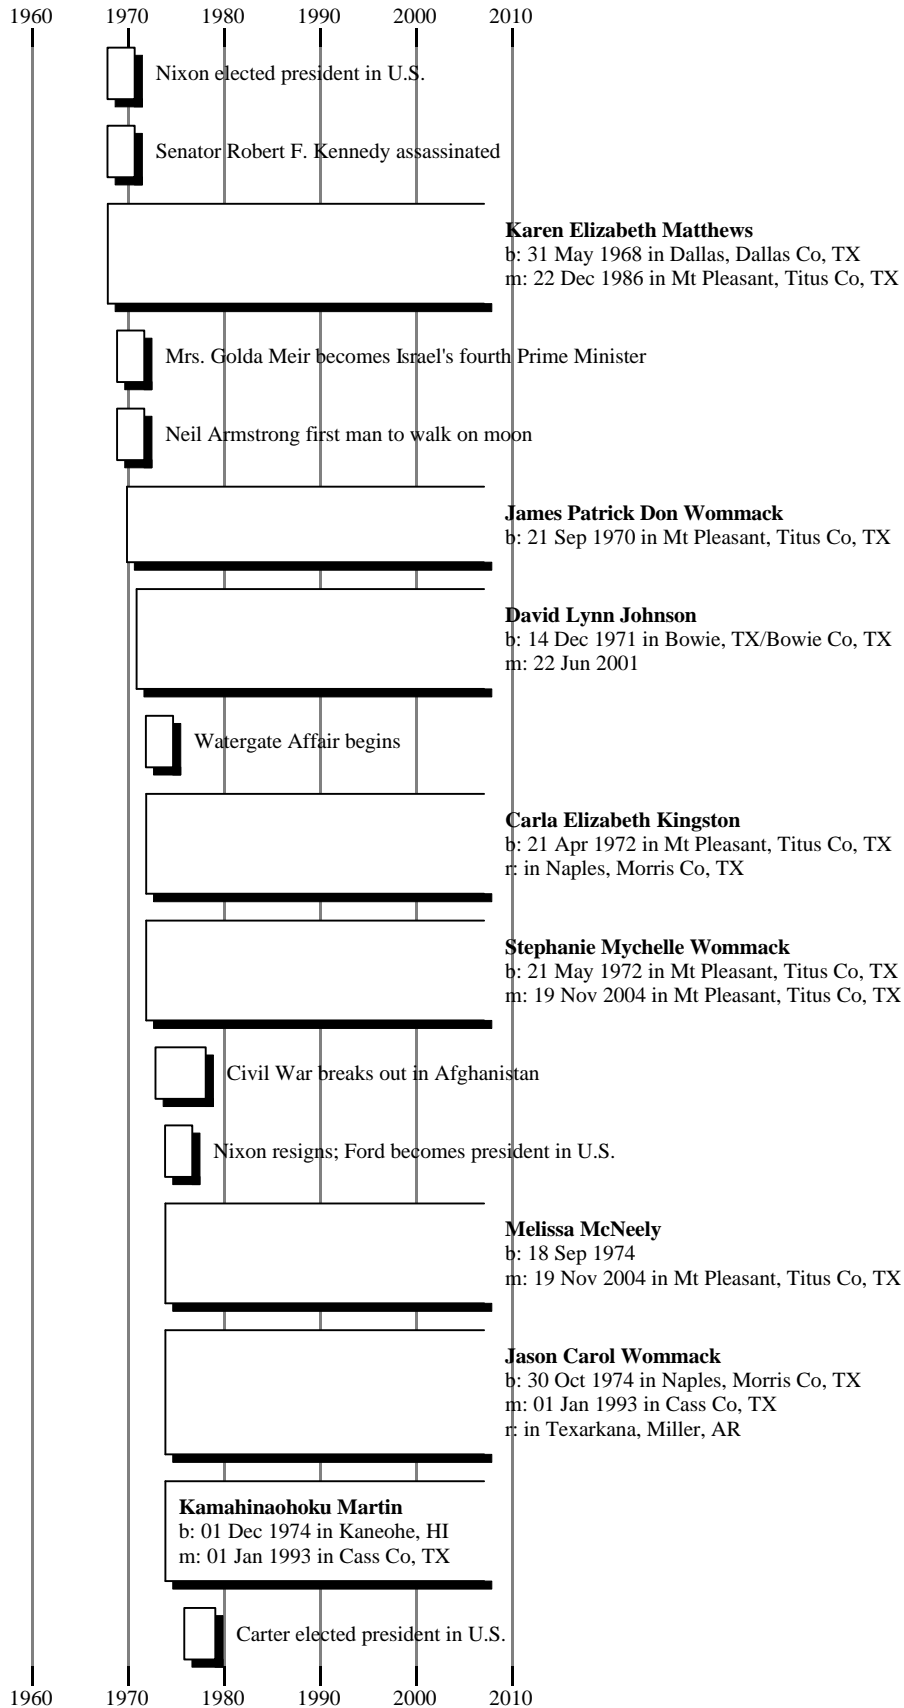 1960 1970 1980 1990 2000 2010
Nixon elected president in U.S.
Senator Robert F. Kennedy assassinated
Karen Elizabeth Matthews
b: 31 May 1968 in Dallas, Dallas Co, TX
m: 22 Dec 1986 in Mt Pleasant, Titus Co, TX
Mrs. Golda Meir becomes Israel's fourth Prime Minister
Neil Armstrong first man to walk on moon
James Patrick Don Wommack
b: 21 Sep 1970 in Mt Pleasant, Titus Co, TX
David Lynn Johnson
b: 14 Dec 1971 in Bowie, TX/Bowie Co, TX
m: 22 Jun 2001
Watergate Affair begins
Carla Elizabeth Kingston
b: 21 Apr 1972 in Mt Pleasant, Titus Co, TX
r: in Naples, Morris Co, TX
Stephanie Mychelle Wommack
b: 21 May 1972 in Mt Pleasant, Titus Co, TX
m: 19 Nov 2004 in Mt Pleasant, Titus Co, TX
Civil War breaks out in Afghanistan
Nixon resigns; Ford becomes president in U.S.
Melissa McNeely
b: 18 Sep 1974
m: 19 Nov 2004 in Mt Pleasant, Titus Co, TX
Jason Carol Wommack
b: 30 Oct 1974 in Naples, Morris Co, TX
m: 01 Jan 1993 in Cass Co, TX
r: in Texarkana, Miller, AR
Kamahinaohoku Martin
b: 01 Dec 1974 in Kaneohe, HI
m: 01 Jan 1993 in Cass Co, TX
Carter elected president in U.S.
1960 1970 1980 1990 2000 2010